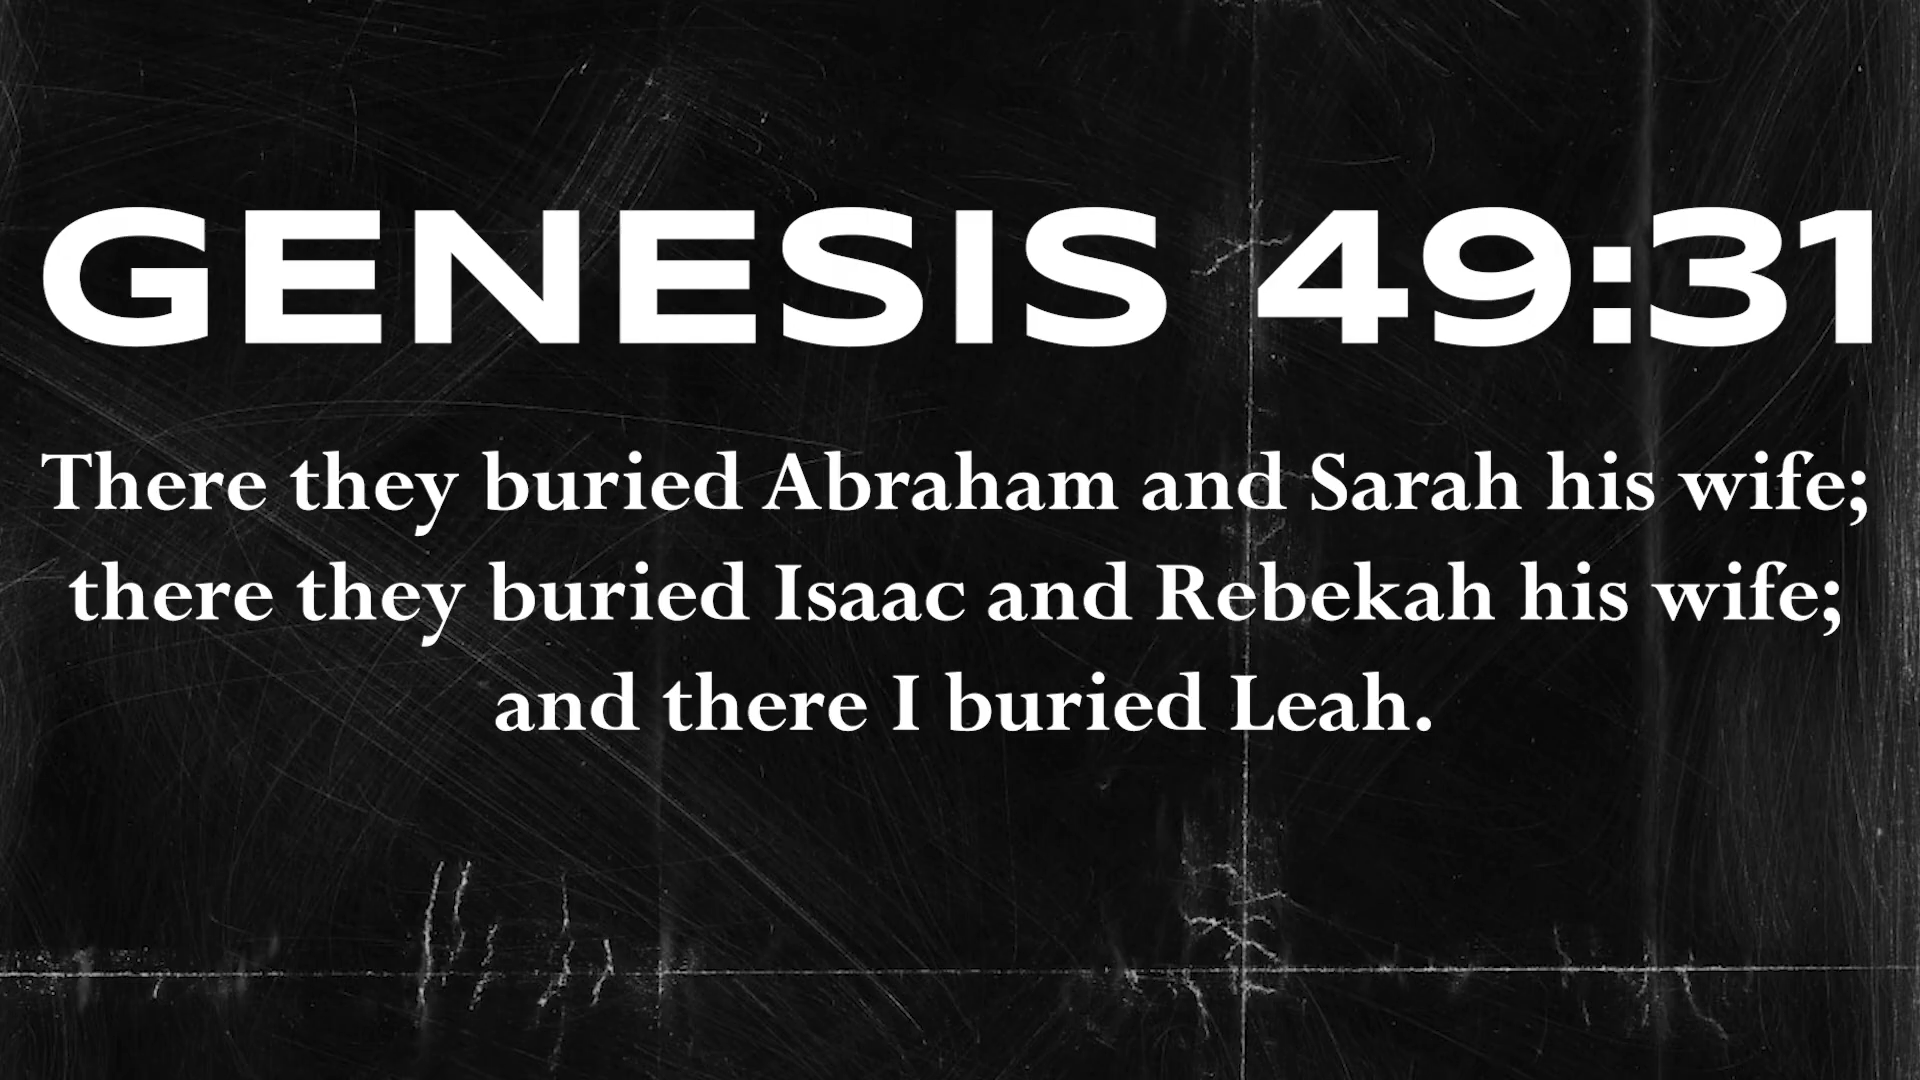 GENESIS 49:31
There they buried Abraham and Sarah his wife;
there they buried Isaac and Rebekah his wife;
and there I buried Leah.